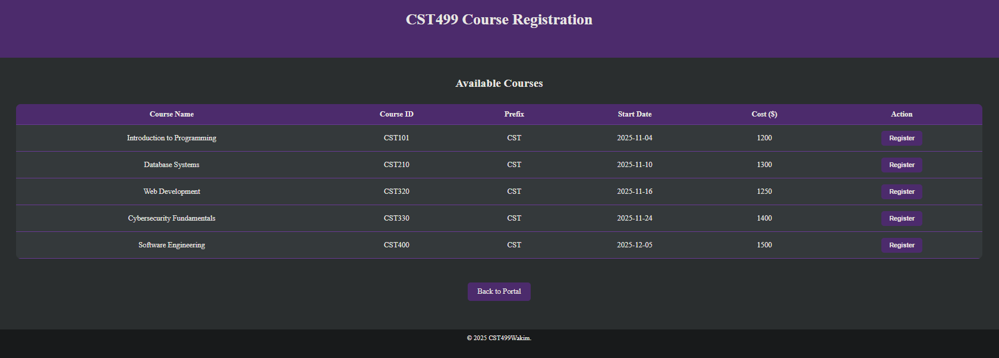 CST499 Course Registration
Available Courses
Course Name Course ID Prefix Start Date Cost ($) Action
Introduction to Programming CST101 CST 2025-11-04 1200 Register
Database Systems CST210 CST 2025-11-10 1300 Register
Web Development CST320 CST 2025-11-16 1250 Register
Cybersecurity Fundamentals CST330 CST 2025-11-24 1400 Register
Software Engineering CST400 CST 2025-12-05 1500 Register
Back to Portal
© 2025 CST499Wakim.